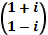 (1 + i
1 − i)